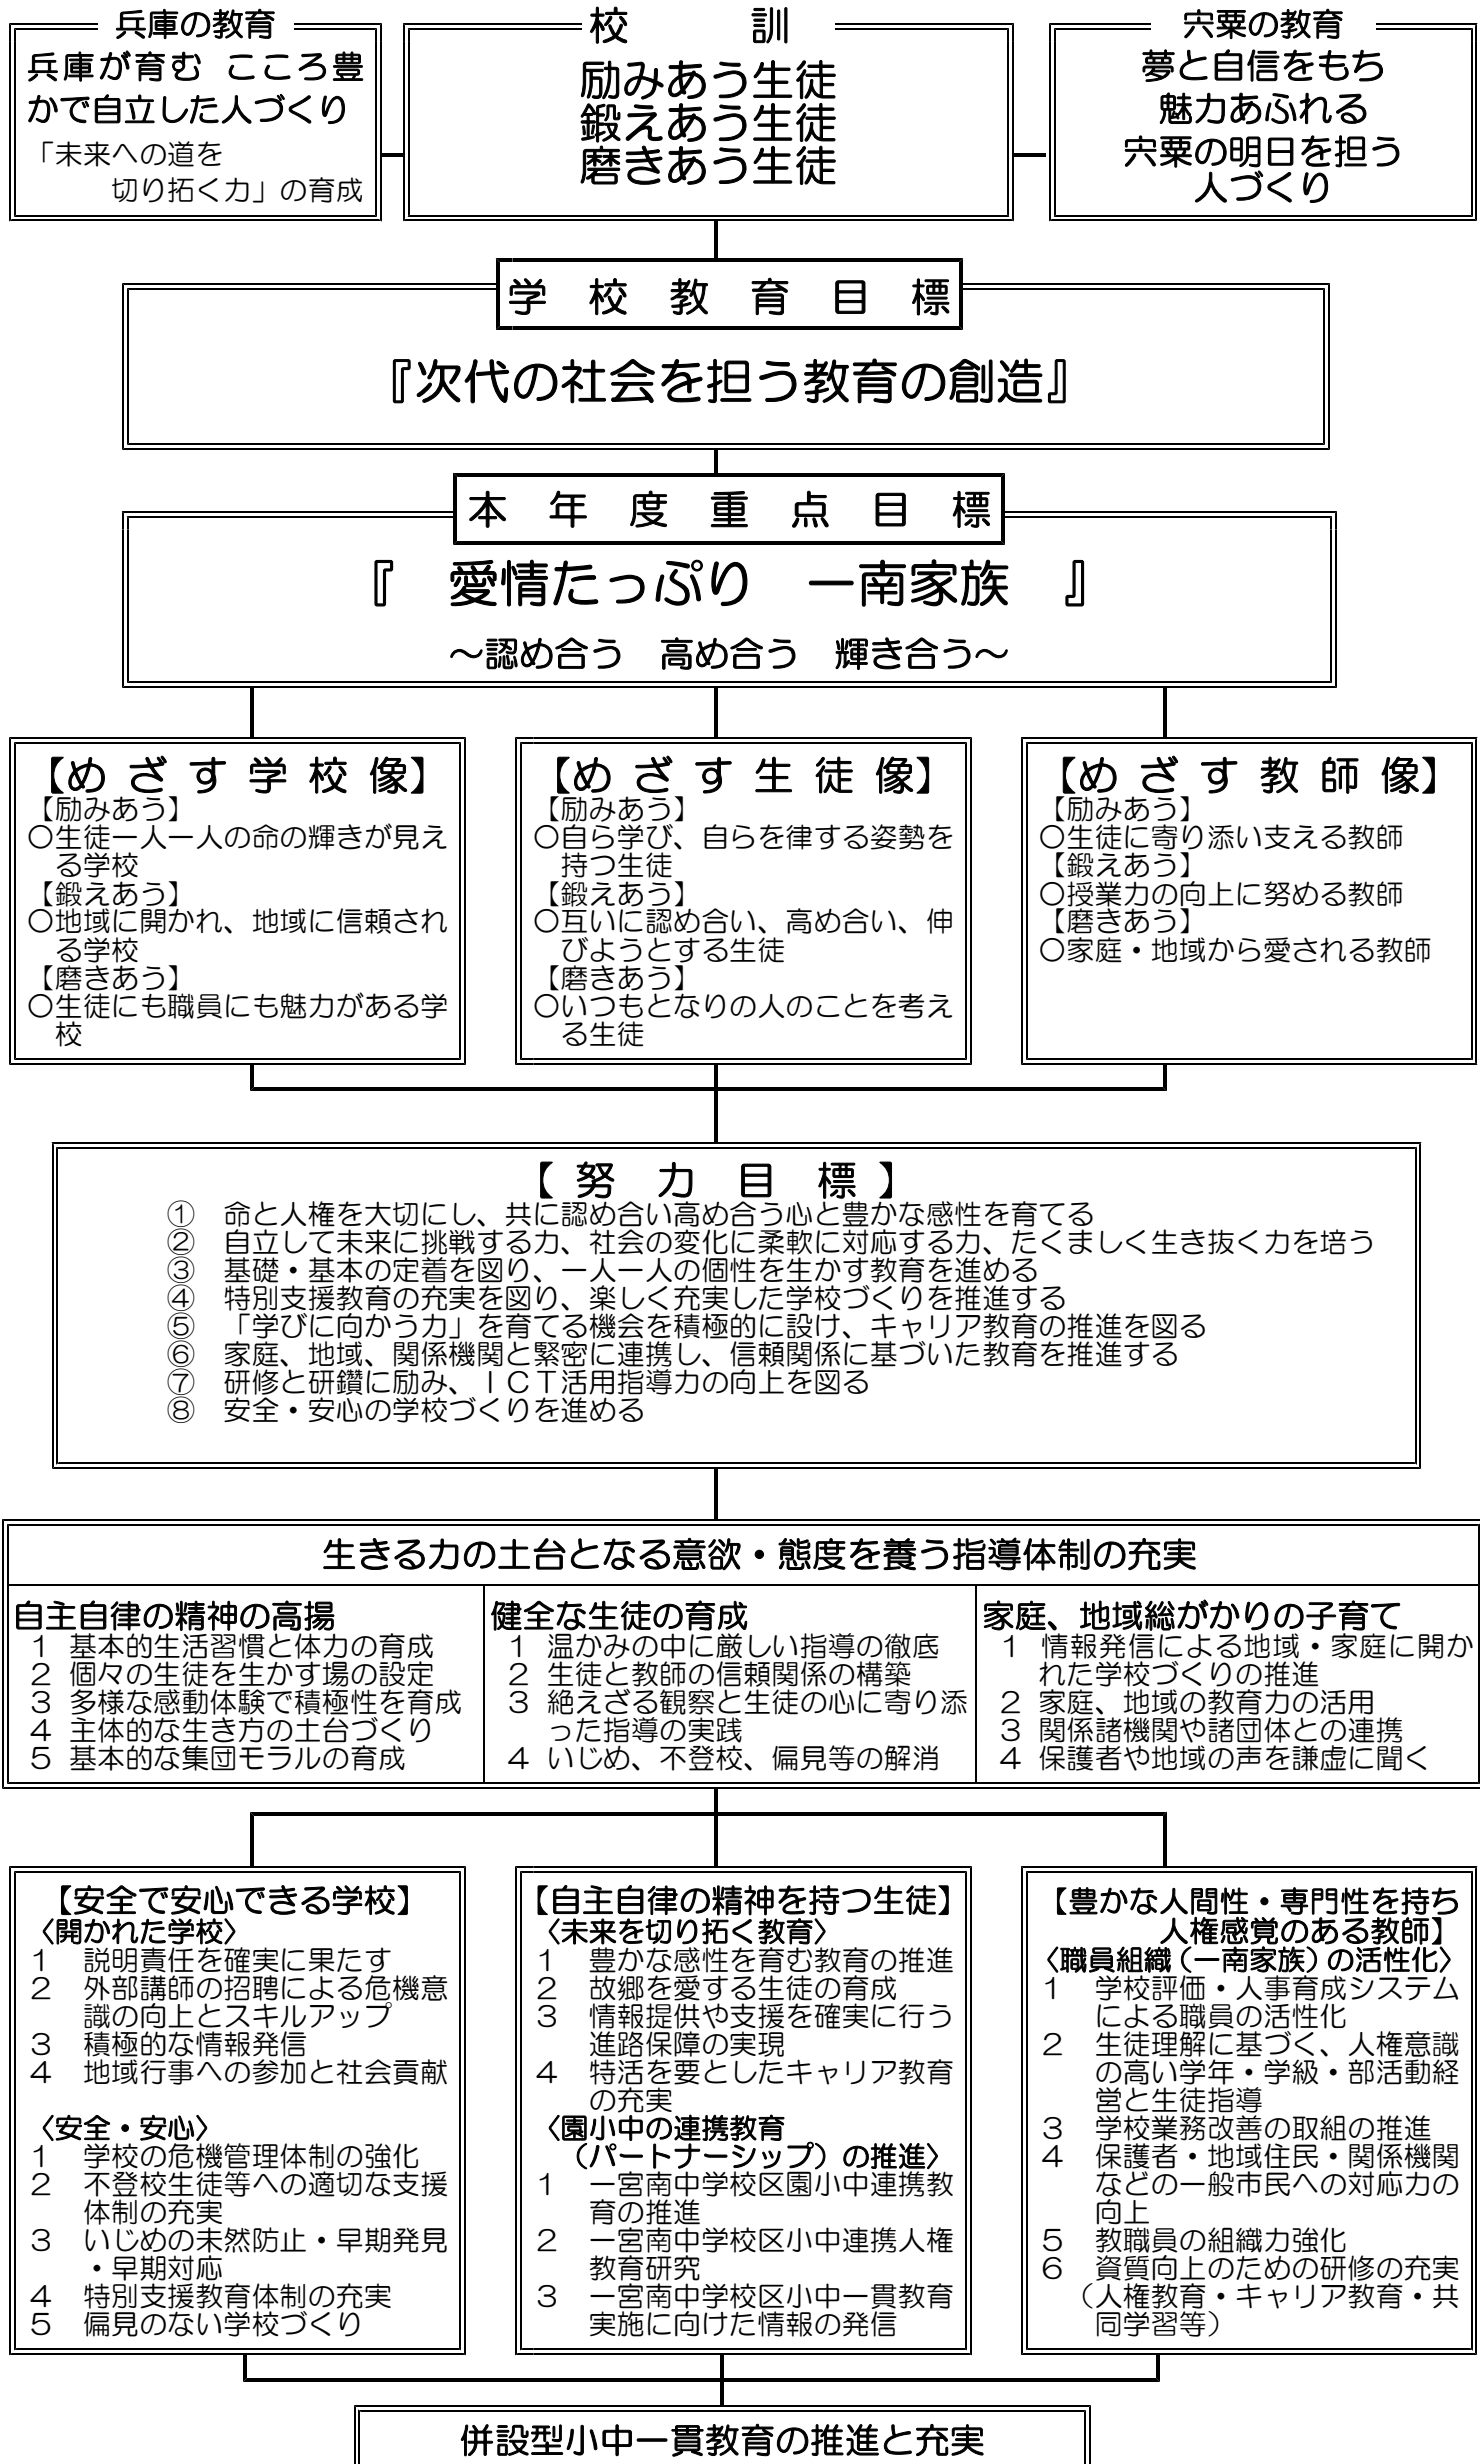 兵庫の教育
兵庫が育む こころ豊
かで自立した人づくり
「未来への道を
切り拓く力」の育成
校　訓
励みあう生徒
鍛えあう生徒
磨きあう生徒
宍粟の教育
夢と自信をもち
魅力あふれる
宍粟の明日を担う
人づくり
学 校 教 育 目 標
『次代の社会を担う教育の創造』
本 年 度 重 点 目 標
『 愛情たっぷり 一南家族 』
～認め合う 高め合う 輝き合う～
【め ざ す 学 校 像】
【励みあう】
〇生徒一人一人の命の輝きが見え
る学校
【鍛えあう】
〇地域に開かれ、地域に信頼され
る学校
【磨きあう】
〇生徒にも職員にも魅力がある学
校
【め ざ す 生 徒 像】
【励みあう】
〇自ら学び、自らを律する姿勢を
持つ生徒
【鍛えあう】
〇互いに認め合い、高め合い、伸
びようとする生徒
【磨きあう】
〇いつもとなりの人のことを考え
る生徒
【め ざ す 教 師 像】
【励みあう】
〇生徒に寄り添い支える教師
【鍛えあう】
〇授業力の向上に努める教師
【磨きあう】
〇家庭・地域から愛される教師
【 努 力 目 標 】
① 命と人権を大切にし、共に認め合い高め合う心と豊かな感性を育てる
② 自立して未来に挑戦する力、社会の変化に柔軟に対応する力、たくましく生き抜く力を培う
③ 基礎・基本の定着を図り、一人一人の個性を生かす教育を進める
④ 特別支援教育の充実を図り、楽しく充実した学校づくりを推進する
⑤ 「学びに向かう力」を育てる機会を積極的に設け、キャリア教育の推進を図る
⑥ 家庭、地域、関係機関と緊密に連携し、信頼関係に基づいた教育を推進する
⑦ 研修と研鑽に励み、ＩＣＴ活用指導力の向上を図る
⑧ 安全・安心の学校づくりを進める
生きる力の土台となる意欲・態度を養う指導体制の充実
自主自律の精神の高揚
１ 基本的生活習慣と体力の育成
２ 個々の生徒を生かす場の設定
３ 多様な感動体験で積極性を育成
４ 主体的な生き方の土台づくり
５ 基本的な集団モラルの育成
健全な生徒の育成
１ 温かみの中に厳しい指導の徹底
２ 生徒と教師の信頼関係の構築
３ 絶えざる観察と生徒の心に寄り添
った指導の実践
４ いじめ、不登校、偏見等の解消
家庭、地域総がかりの子育て
１ 情報発信による地域・家庭に開か
れた学校づくりの推進
２ 家庭、地域の教育力の活用
３ 関係諸機関や諸団体との連携
４ 保護者や地域の声を謙虚に聞く
【安全で安心できる学校】
〈開かれた学校〉
１ 説明責任を確実に果たす
２ 外部講師の招聘による危機意
識の向上とスキルアップ
３ 積極的な情報発信
４ 地域行事への参加と社会貢献
〈安全・安心〉
１ 学校の危機管理体制の強化
２ 不登校生徒等への適切な支援
体制の充実
３ いじめの未然防止・早期発見
・早期対応
４ 特別支援教育体制の充実
５ 偏見のない学校づくり
【自主自律の精神を持つ生徒】
〈未来を切り拓く教育〉
１ 豊かな感性を育む教育の推進
２ 故郷を愛する生徒の育成
３ 情報提供や支援を確実に行う
進路保障の実現
４ 特活を要としたキャリア教育
の充実
〈園小中の連携教育
（パートナーシップ）の推進〉
１ 一宮南中学校区園小中連携教
育の推進
２ 一宮南中学校区小中連携人権
教育研究
３ 一宮南中学校区小中一貫教育
実施に向けた情報の発信
【豊かな人間性・専門性を持ち
人権感覚のある教師】
〈職員組織（一南家族）の活性化〉
１ 学校評価・人事育成システム
による職員の活性化
２ 生徒理解に基づく、人権意識
の高い学年・学級・部活動経
営と生徒指導
３ 学校業務改善の取組の推進
４ 保護者・地域住民・関係機関
などの一般市民への対応力の
向上
５ 教職員の組織力強化
６ 資質向上のための研修の充実
（人権教育・キャリア教育・共
同学習等）
併設型小中一貫教育の推進と充実